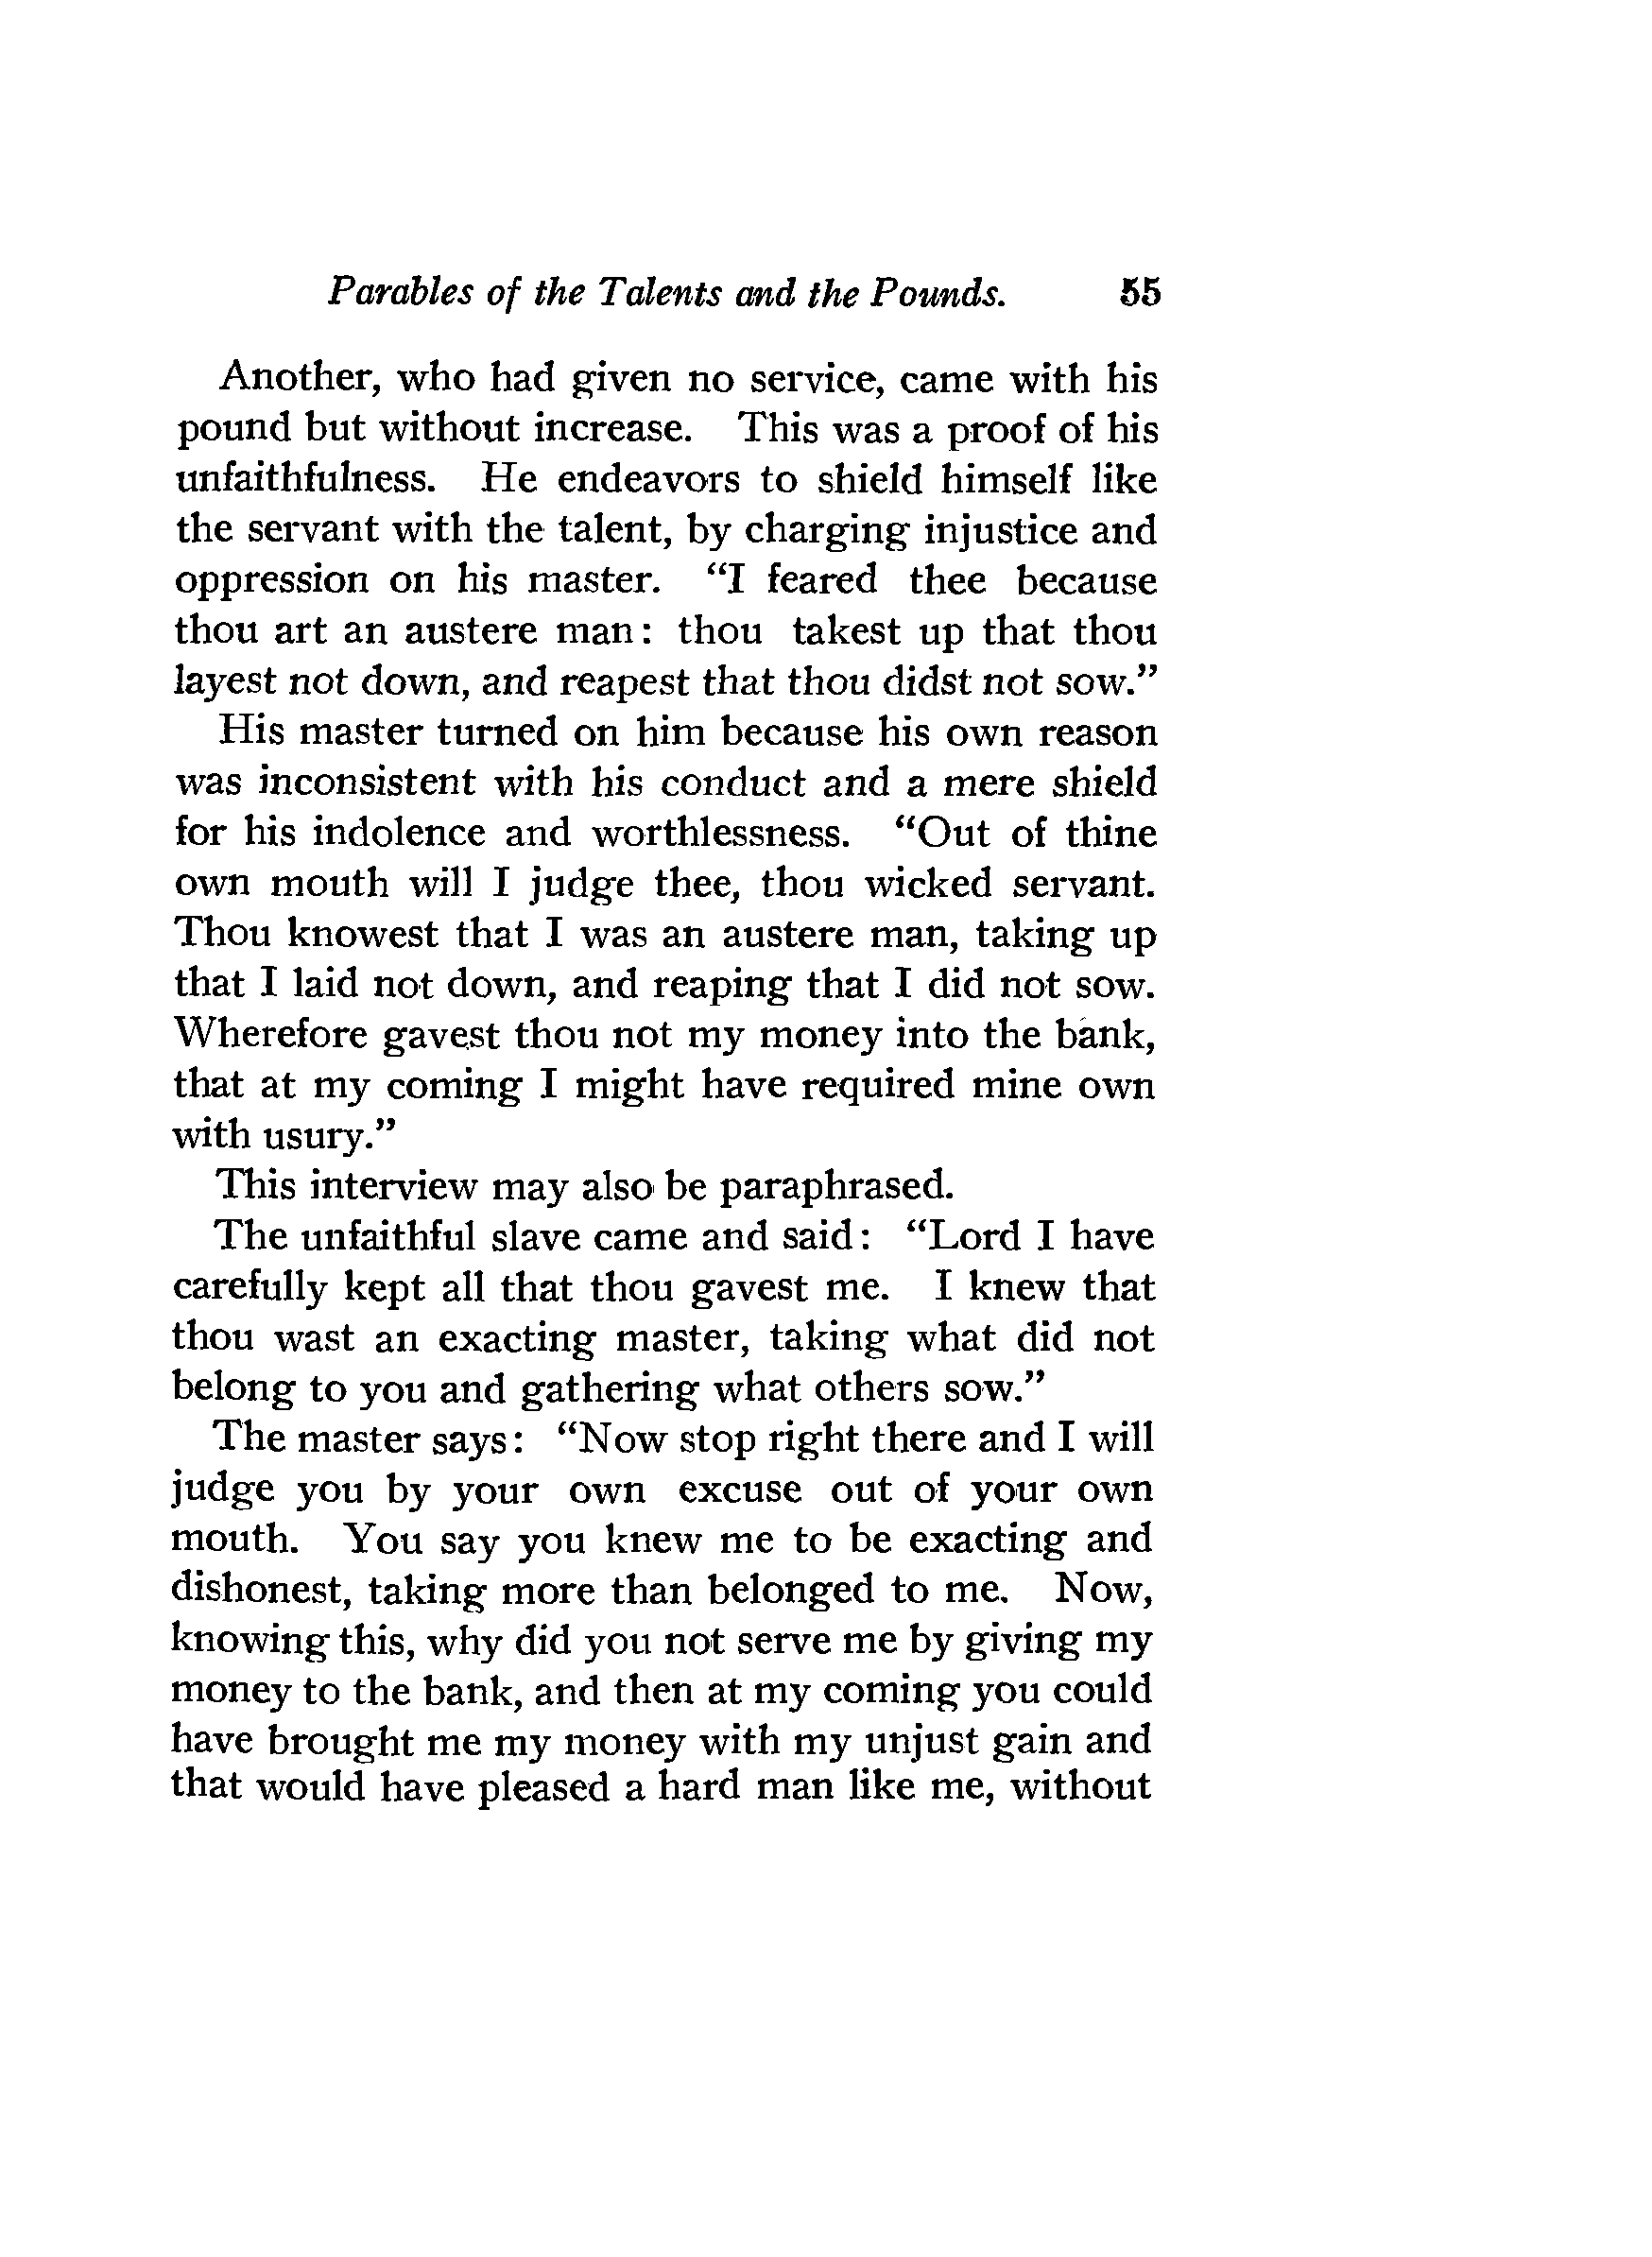 Parables of the Talents and the Pounds. 55
Another, who had given no service, came with his
pound but without increase. This was a proof of his
unfaithfulness. He endeavors to shield himself like
the servant with the talent, by charging injustice and
oppression on his master. “I feared thee because
thou art an austere man: thou takest up that thou
layest not down, and reapest that thou didst not sow.”
His master turned on him because his own reason
was inconsistent with his conduct and a mere shield
for his indolence and worthlessness. “Out of thine
own mouth will I judge thee, thou wicked servant.
Thou knowest that I was an austere man, taking up
that I laid not down, and reaping that I did not sow.
Wherefore gavest thou not my money into the bank,
that at my coming I might have required mine own
with usury.”
This interview may also be paraphrased.
The unfaithful slave came and said: “Lord I have
carefully kept all that thou gavest me. I knew that
thou wast an exacting master, taking what did not
belong to you and gathering what others sow.”
The master says: “Now stop right there and I will
judge you by your own excuse out of your own
mouth. You say you knew me to be exacting and
dishonest, taking more than belonged to me. Now,
knowing this, why did you not serve me by giving my
money to the bank, and then at my coming you could
have brought me my money with my unjust gain and
that would have pleased a hard man like me, without